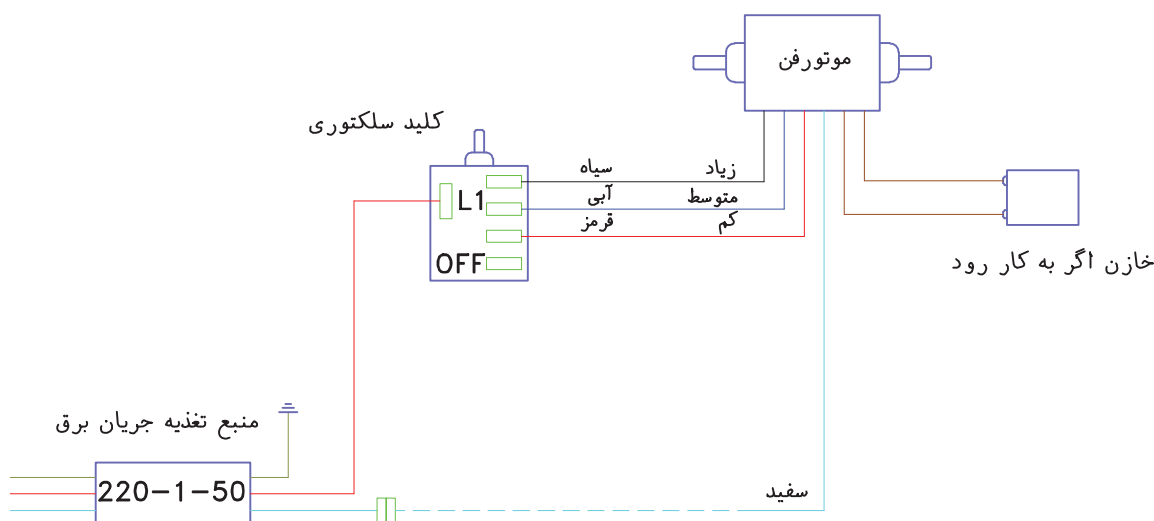 موتورفن
کلید سلکتوری
سیاه زیاد
L1 آبی متوسط
قرمز کم
OFF
خازن اگر به کار رود
منبع تغذیه جریان برق
220-1-50
سفید